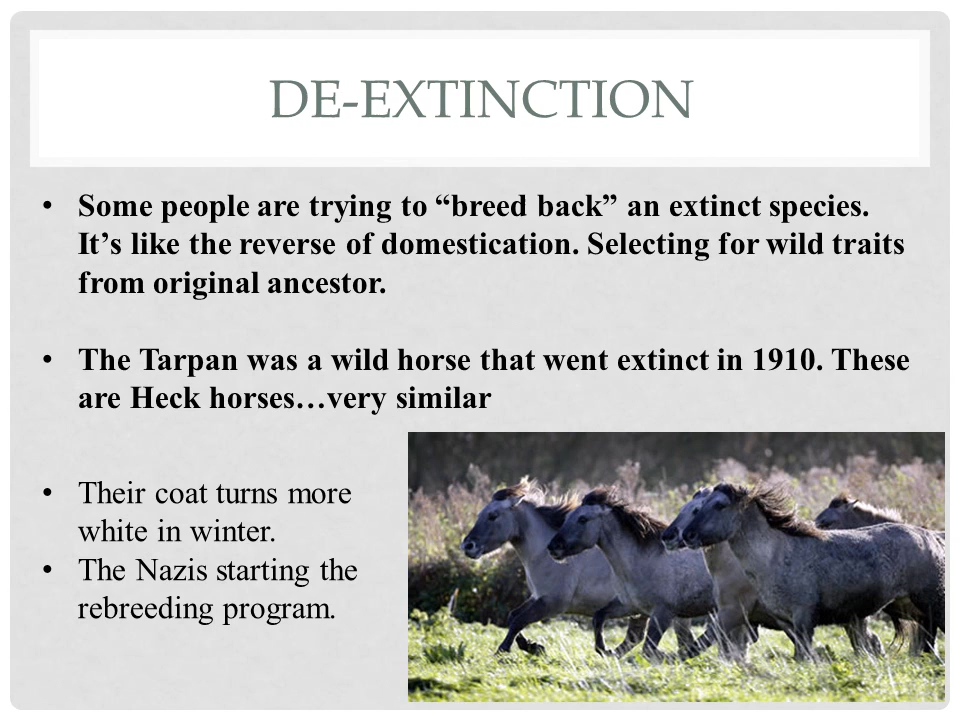 DE-EXTINCTION
• Some people are trying to “breed back” an extinct species.
It’s like the reverse of domestication. Selecting for wild traits
from original ancestor.
• The Tarpan was a wild horse that went extinct in 1910. These
are Heck horses…very similar
• Their coat turns more
white in winter.
• The Nazis starting the
rebreeding program.